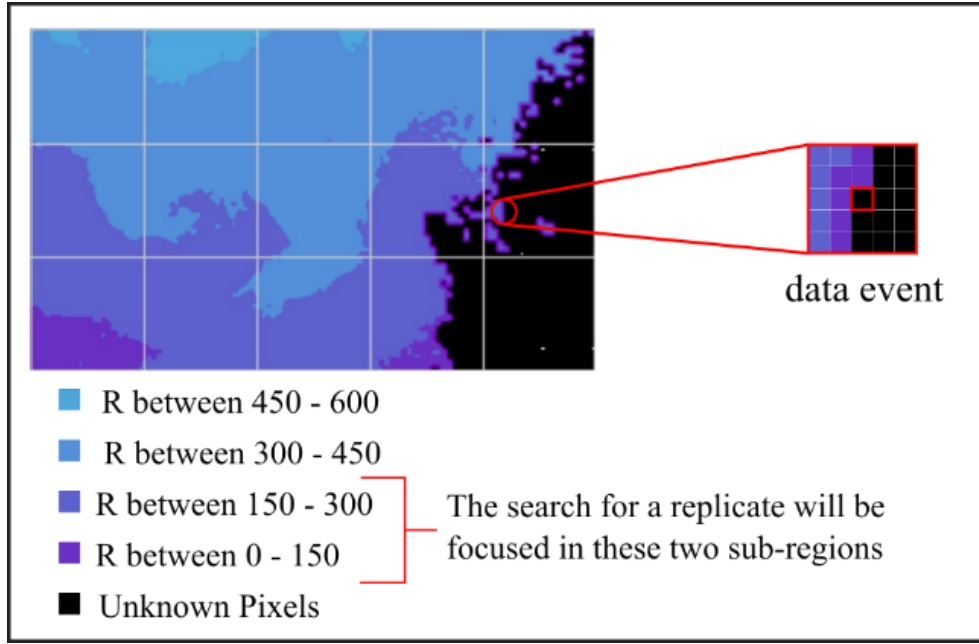 data event
R between 450 - 600
R between 300 - 450
R between 150 - 300
R between 0 - 150
Unknown Pixels
The search for a replicate will be
focused in these two sub-regions